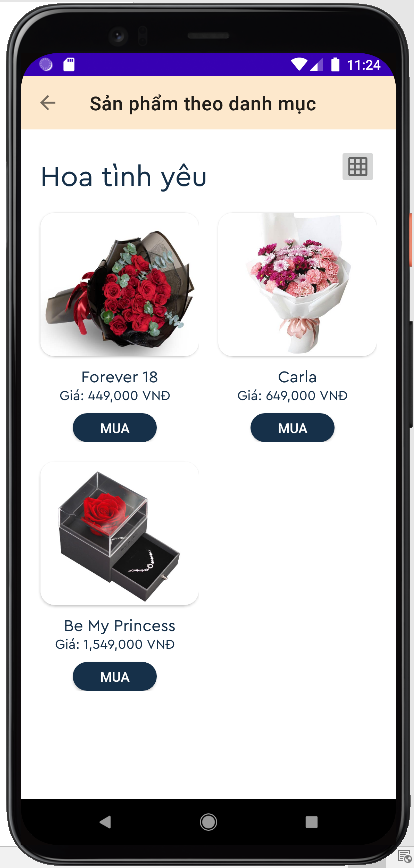 11:24
Sản phẩm theo danh mục
Hoa tình yêu
Forever 18
Giá: 449,000 VNĐ
MUA
Carla
Giá: 649,000 VNĐ
MUA
Be My Princess
Giá: 1,549,000 VNĐ
MUA